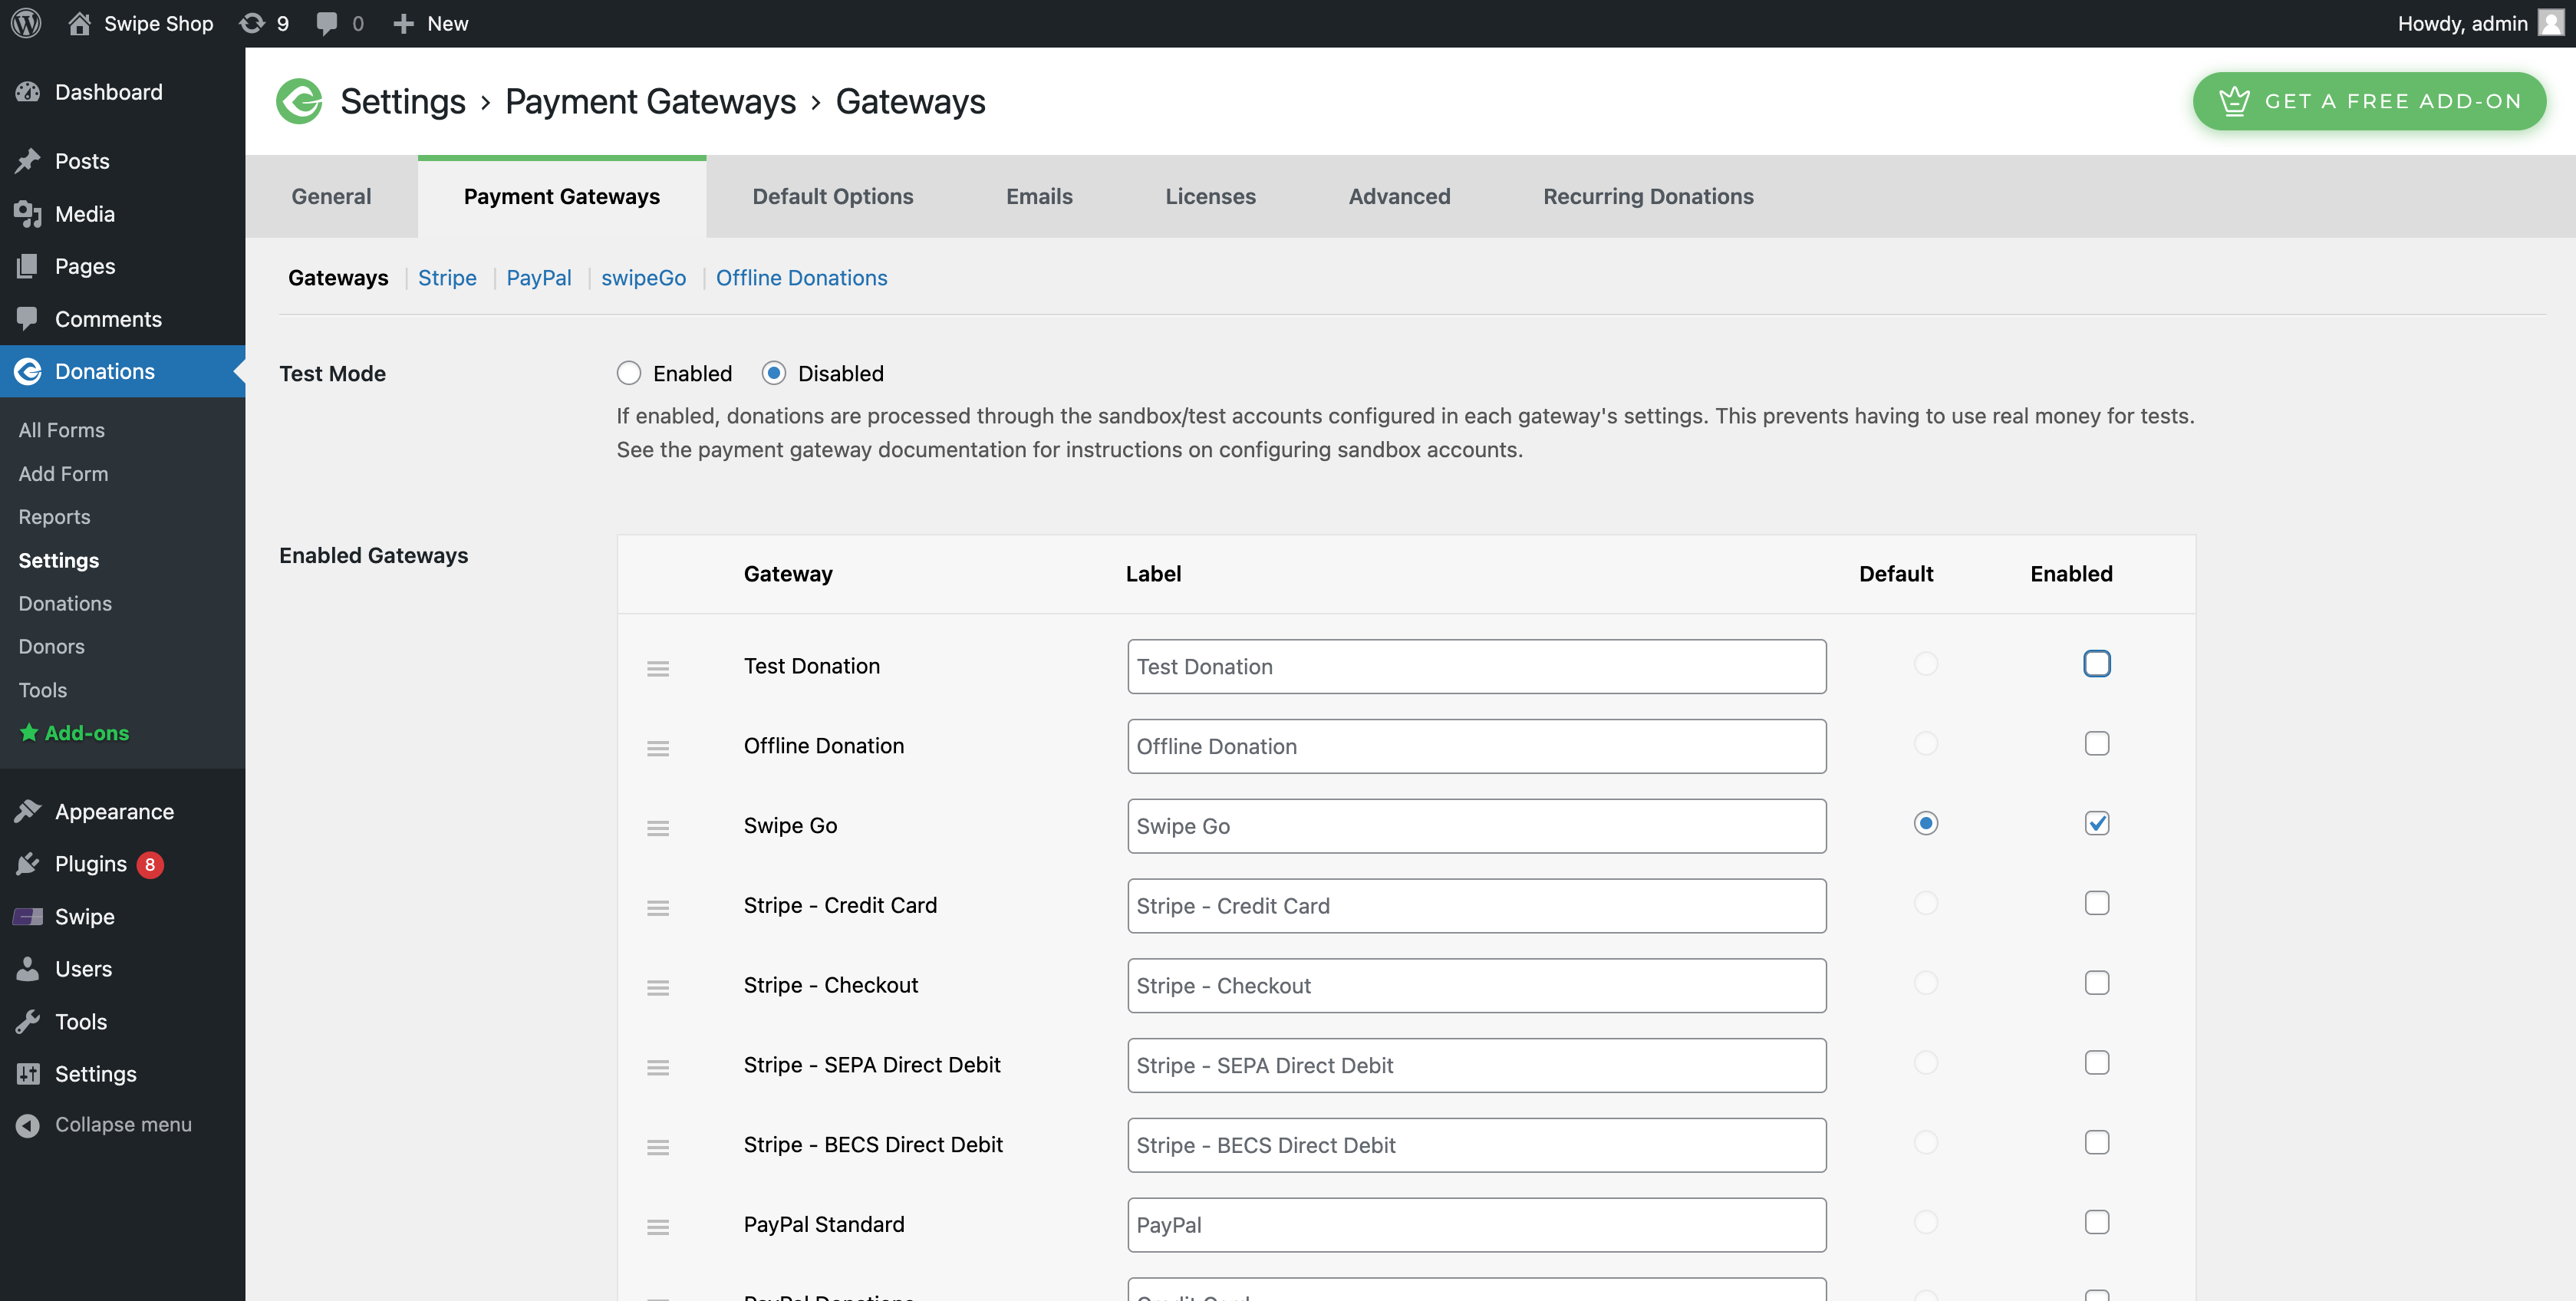 Swipe Shop 9 0 New Howdy, admin
Dashboard
Posts
Media
Pages
Comments
Donations
All Forms
Add Form
Reports
Settings
Donations
Donors
Tools
Add-ons
Appearance
Plugins 8
Swipe
Users
Tools
Settings
Collapse menu
Settings › Payment Gateways › Gateways
GET A FREE ADD-ON
General Payment Gateways Default Options Emails Licenses Advanced Recurring Donations
Gateways | Stripe | PayPal | swipeGo | Offline Donations
Test Mode Enabled Disabled
If enabled, donations are processed through the sandbox/test accounts configured in each gateway's settings. This prevents having to use real money for tests.
See the payment gateway documentation for instructions on configuring sandbox accounts.
Enabled Gateways
Gateway Label Default Enabled
Test Donation Test Donation
Offline Donation Offline Donation
Swipe Go Swipe Go
Stripe - Credit Card Stripe - Credit Card
Stripe - Checkout Stripe - Checkout
Stripe - SEPA Direct Debit Stripe - SEPA Direct Debit
Stripe - BECS Direct Debit Stripe - BECS Direct Debit
PayPal Standard PayPal
PayPal Donations Credit Card